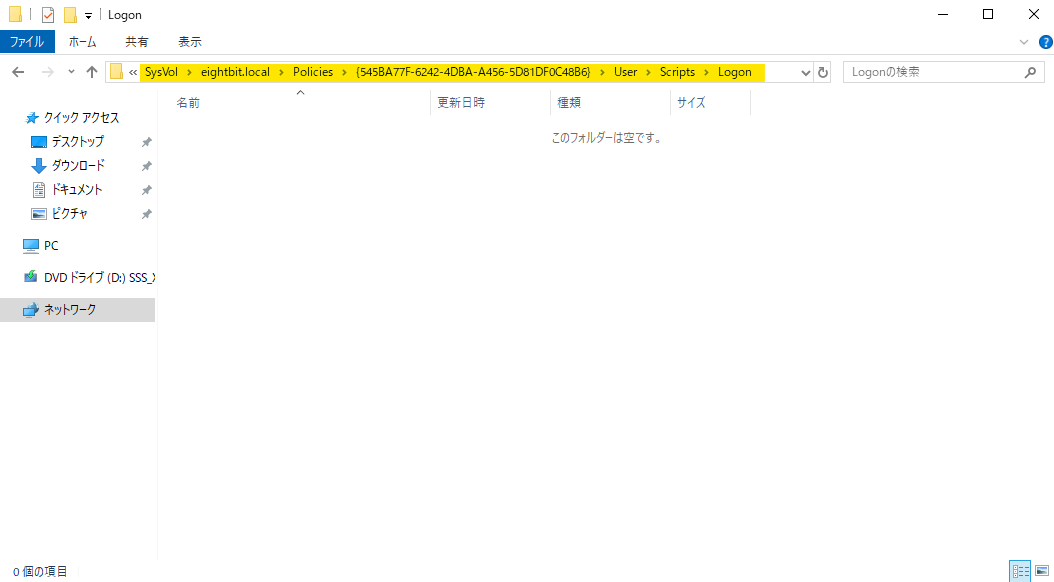 Logon
ファイル ホーム 共有 表示
« SysVol › eightbit.local › Policies › {545BA77F-6242-4DBA-A456-5D81DF0C48B6} › User › Scripts › Logon
Logonの検索
名前 更新日時 種類 サイズ
このフォルダーは空です。
クイック アクセス
デスクトップ
ダウンロード
ドキュメント
ピクチャ
PC
DVD ドライブ (D:) SSS_X
ネットワーク
0 個の項目